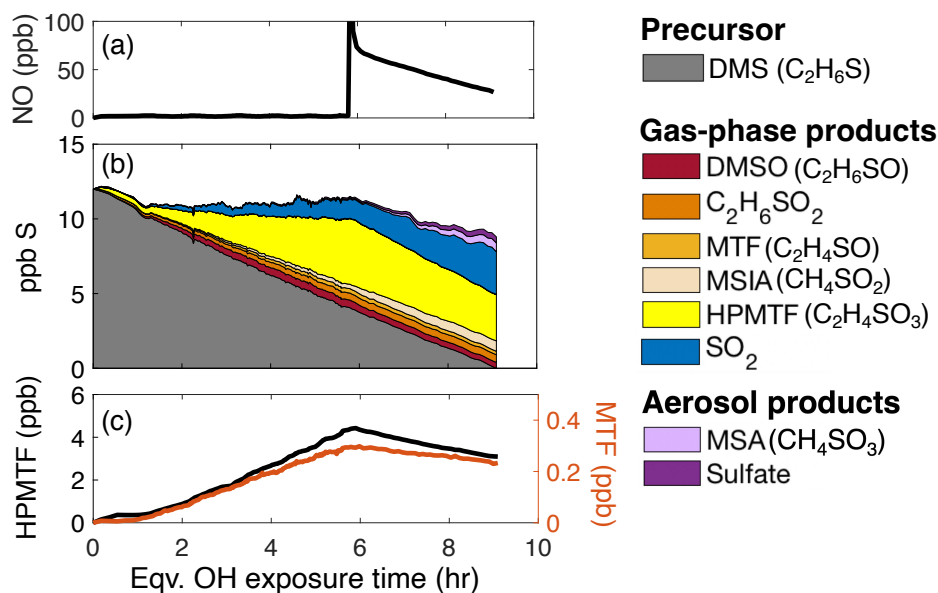 (a)
NO (ppb)
100
50
0
(b)
ppb S
15
10
5
0
(c)
HPMTF (ppb)
6
4
2
0
MTF (ppb)
0.4
0.2
0
0 2 4 6 8 10
Eqv. OH exposure time (hr)
Precursor
DMS (C₂H₆S)
Gas-phase products
DMSO (C₂H₆SO)
C₂H₆SO₂
MTF (C₂H₄SO)
MSIA (CH₄SO₂)
HPMTF (C₂H₄SO₃)
SO₂
Aerosol products
MSA (CH₄SO₃)
Sulfate